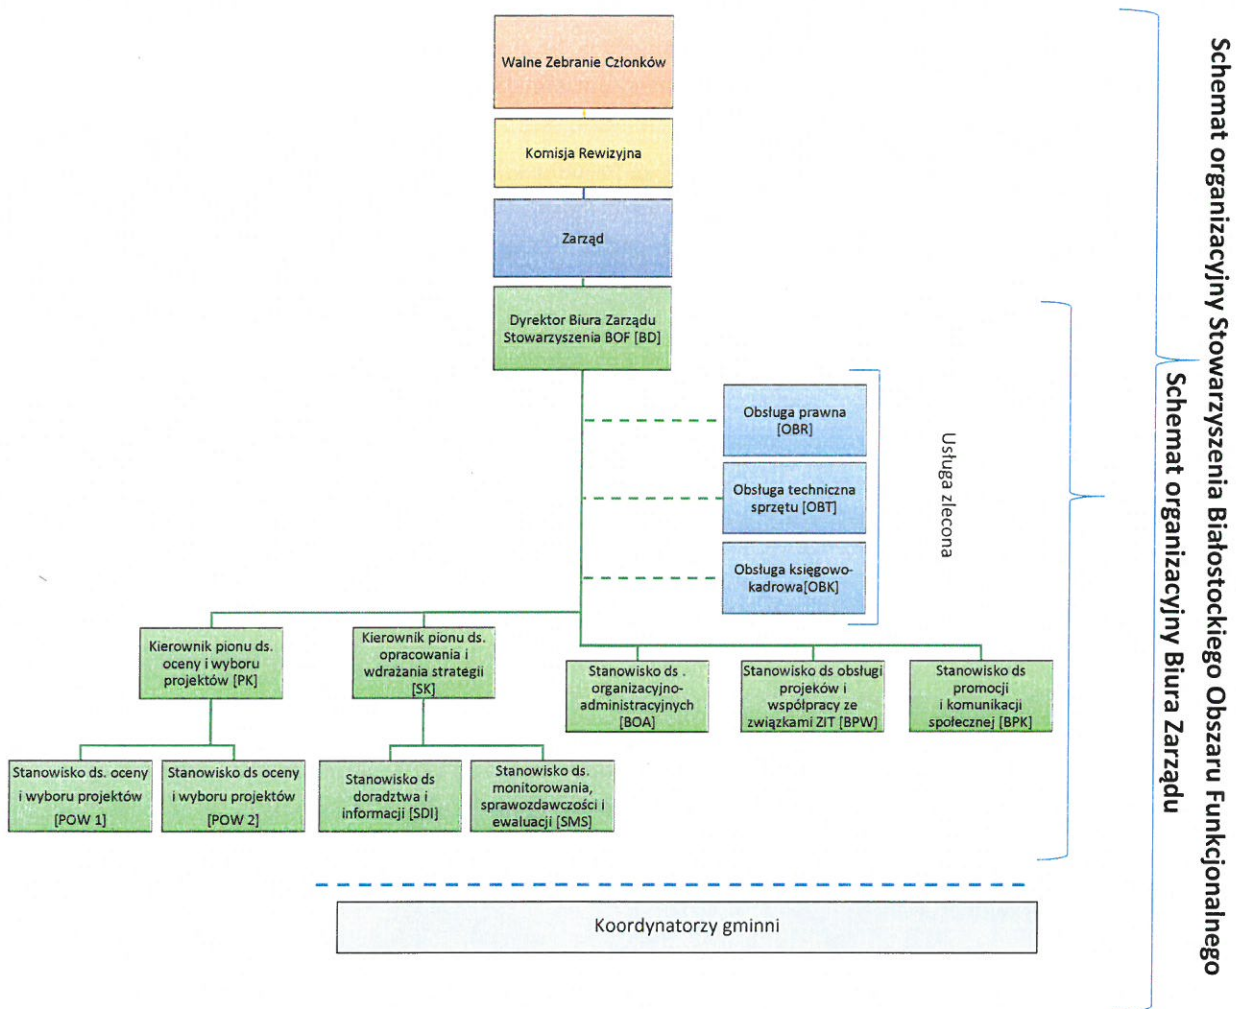 Schemat organizacyjny Stowarzyszenia Białostockiego Obszaru Funkcjonalnego
Schemat organizacyjny Biura Zarządu
Walne Zebranie Członków
Komisja Rewizyjna
Zarząd
Dyrektor Biura Zarządu
Stowarzyszenia BOF [BD]
Usługa zlecona
Obsługa prawna
[OBR]
Obsługa techniczna
sprzętu [OBT]
Obsługa księgowo-
kadrowa[OBK]
Kierownik pionu ds.
oceny i wyboru
projektów [PK]
Kierownik pionu ds.
opracowania i
wdrażania strategii
[SK]
Stanowisko ds .
organizacyjno-
administracyjnych
[BOA]
Stanowisko ds obsługi
projeków i
współpracy ze
związkami ZIT [BPW]
Stanowisko ds
promocji
i komunikacji
społecznej [BPK]
Stanowisko ds. oceny
i wyboru projektów
[POW 1]
Stanowisko ds oceny
i wyboru projektów
[POW 2]
Stanowisko ds
doradztwa i
informacji [SDI]
Stanowisko ds.
monitorowania,
sprawozdawczości i
ewaluacji [SMS]
Koordynatorzy gminni